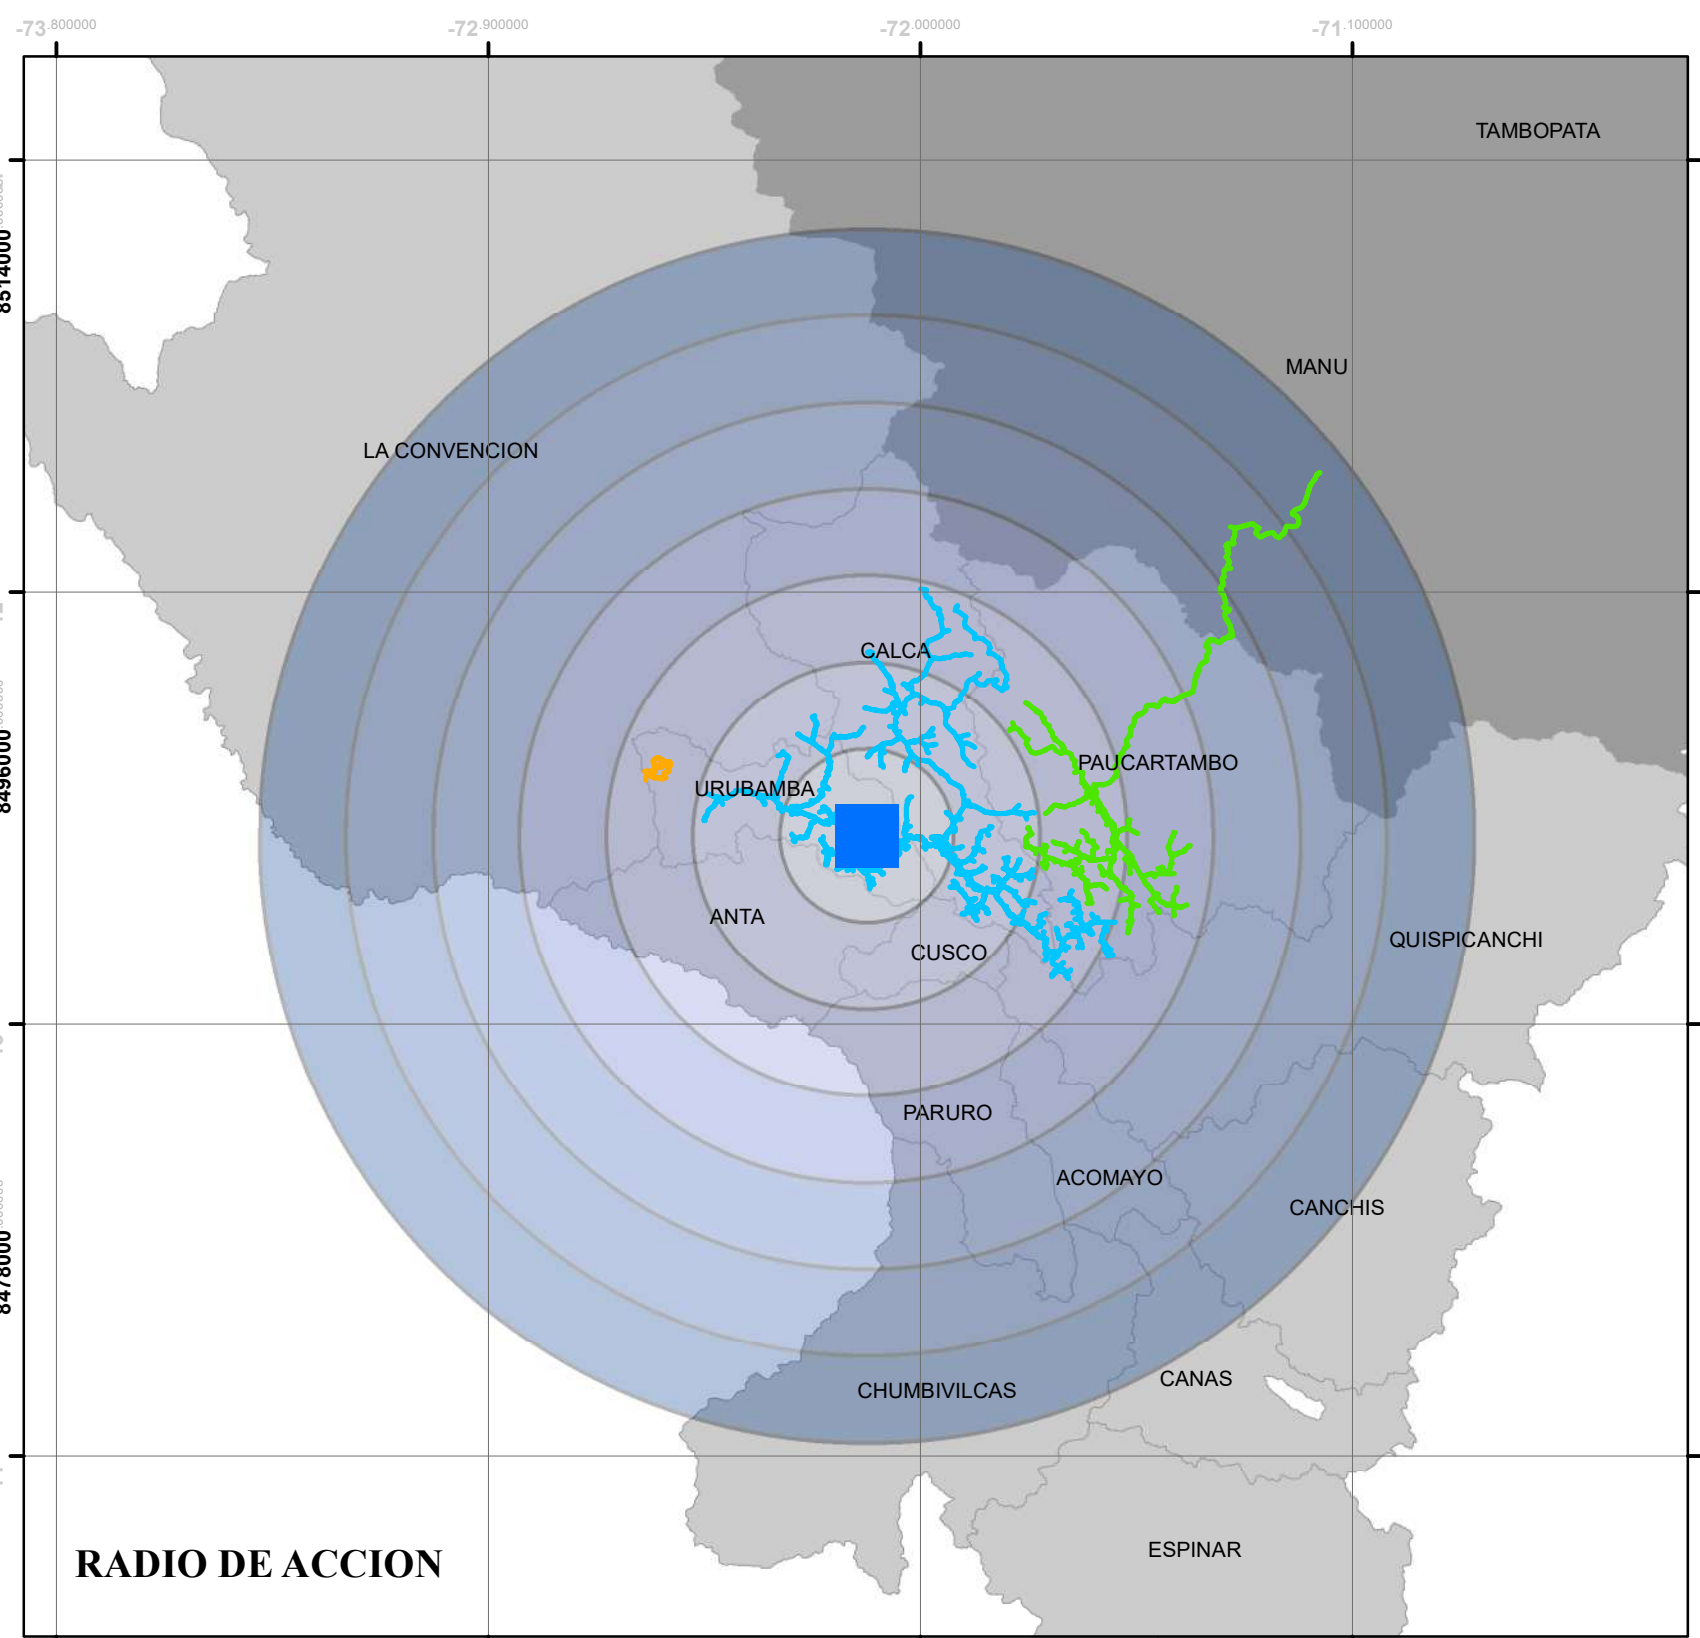 -73.800000 -72.900000 -72.000000 -71.100000
TAMBOPATA
8514000
MANU
LA CONVENCION
CALCA
8496000
PAUCARTAMBO
URUBAMBA
ANTA
QUISPICANCHI
CUSCO
PARURO
ACOMAYO
CANCHIS
8478000
CANAS
CHUMBIVILCAS
ESPINAR
RADIO DE ACCION